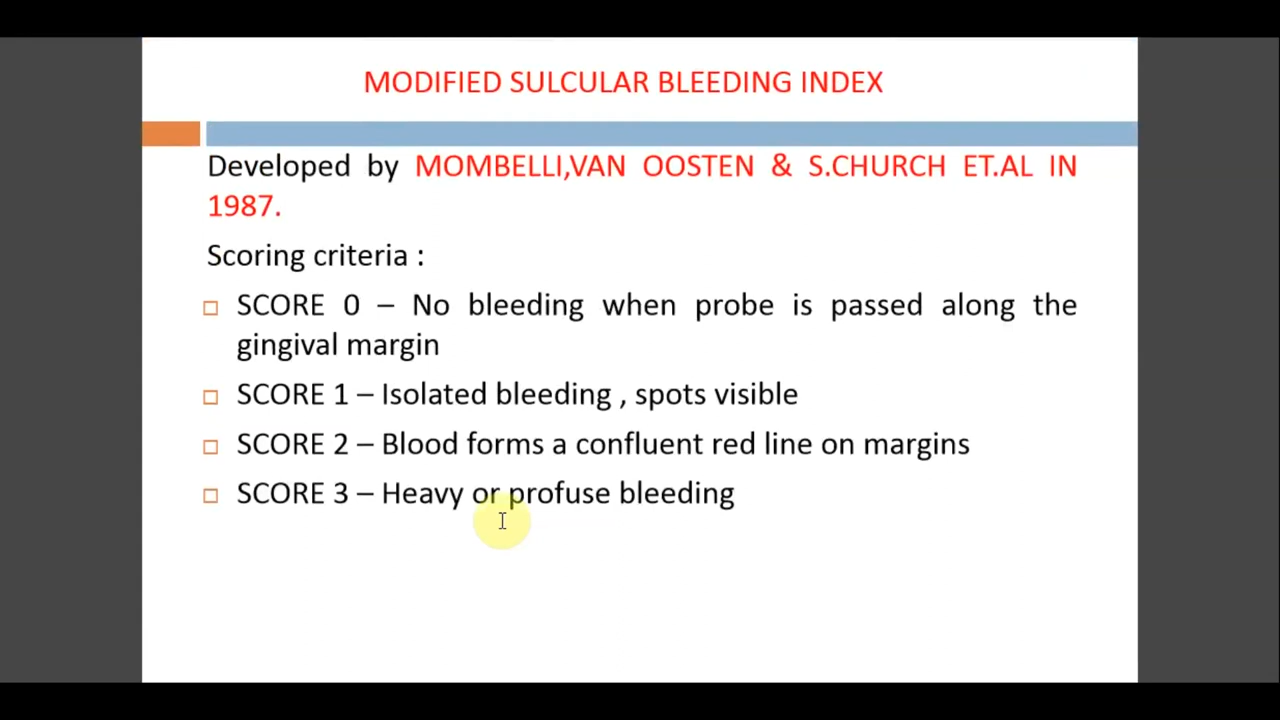 MODIFIED SULCULAR BLEEDING INDEX
Developed by MOMBELLI,VAN OOSTEN & S.CHURCH ET.AL IN
1987.
Scoring criteria :
SCORE 0 – No bleeding when probe is passed along the
gingival margin
SCORE 1 – Isolated bleeding , spots visible
SCORE 2 – Blood forms a confluent red line on margins
SCORE 3 – Heavy or profuse bleeding